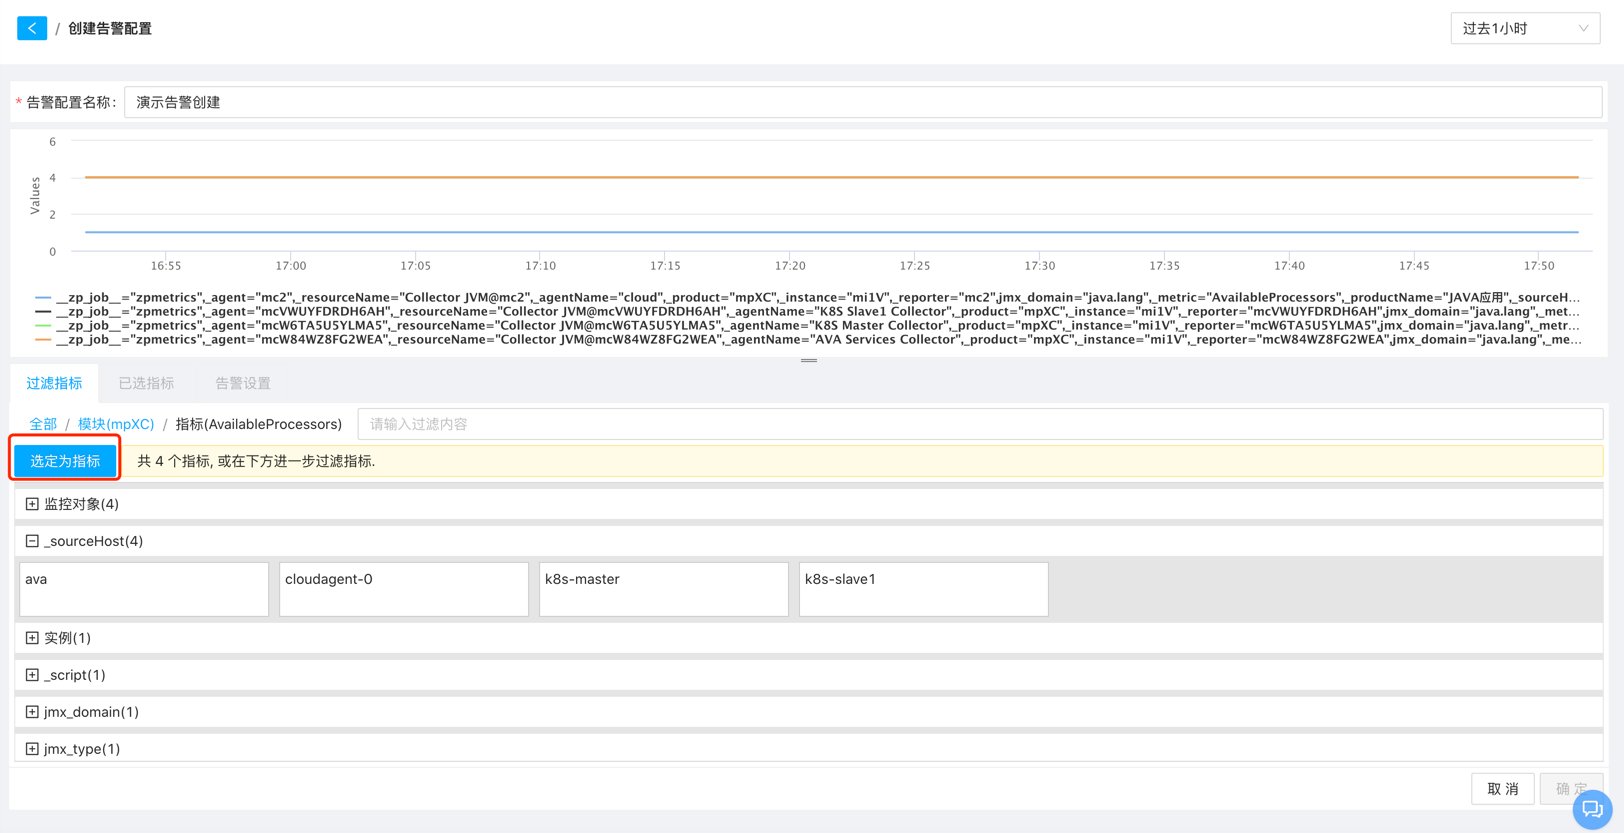 / 创建告警配置
过去1小时
* 告警配置名称: 演示告警创建
Values
6
4
2
0
16:55 17:00 17:05 17:10 17:15 17:20 17:25 17:30 17:35 17:40 17:45 17:50
__zp_job__="zpmetrics",_agent="mc2",_resourceName="Collector JVM@mc2",_agentName="cloud",_product="mpXC",_instance="mi1V",_reporter="mc2",jmx_domain="java.lang",_metric="AvailableProcessors",_productName="JAVA应用",_sourceH...
__zp_job__="zpmetrics",_agent="mcVWUYFDRDH6AH",_resourceName="Collector JVM@mcVWUYFDRDH6AH",_agentName="K8S Slave1 Collector",_product="mpXC",_instance="mi1V",_reporter="mcVWUYFDRDH6AH",jmx_domain="java.lang",_met...
__zp_job__="zpmetrics",_agent="mcW6TA5U5YLMA5",_resourceName="Collector JVM@mcW6TA5U5YLMA5",_agentName="K8S Master Collector",_product="mpXC",_instance="mi1V",_reporter="mcW6TA5U5YLMA5",jmx_domain="java.lang",_metr...
__zp_job__="zpmetrics",_agent="mcW84WZ8FG2WEA",_resourceName="Collector JVM@mcW84WZ8FG2WEA",_agentName="AVA Services Collector",_product="mpXC",_instance="mi1V",_reporter="mcW84WZ8FG2WEA",jmx_domain="java.lang",_me...
过滤指标 已选指标 告警设置
全部 / 模块(mpXC) / 指标(AvailableProcessors) 请输入过滤内容
选定为指标 共 4 个指标, 或在下方进一步过滤指标.
监控对象(4)
_sourceHost(4)
ava cloudagent-0 k8s-master k8s-slave1
实例(1)
_script(1)
jmx_domain(1)
jmx_type(1)
取 消 确 定